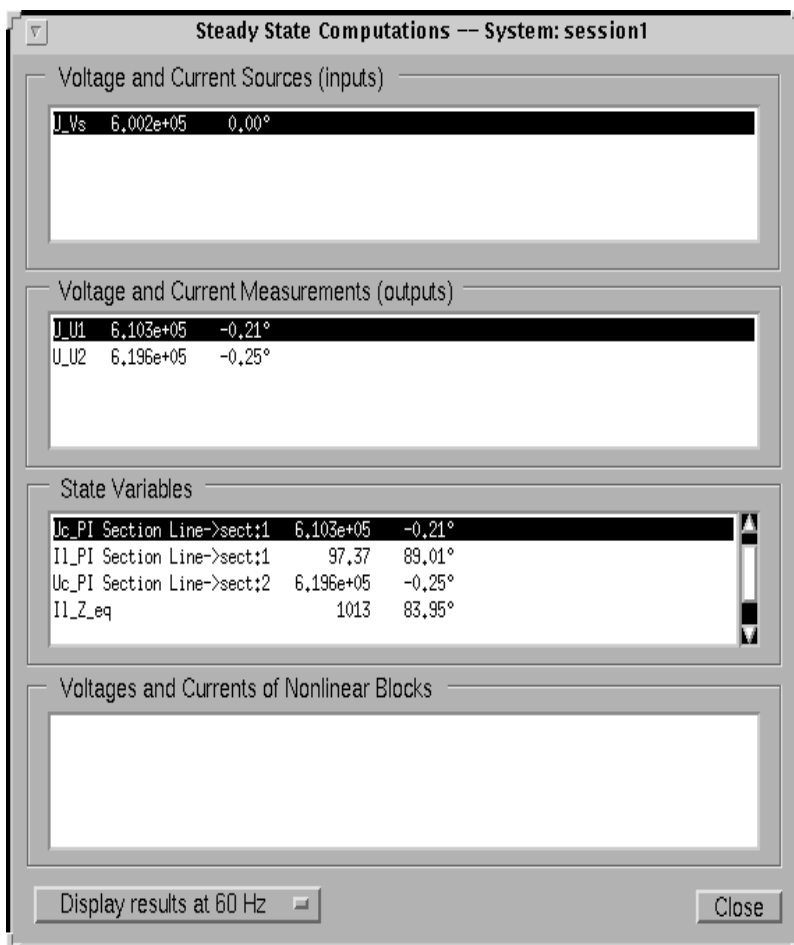 Steady State Computations -- System: session1
Voltage and Current Sources (inputs)
U_Vs 6.002e+05 0.00°
Voltage and Current Measurements (outputs)
U_U1 6.103e+05 -0.21°
U_U2 6.196e+05 -0.25°
State Variables
Uc_PI Section Line->sect:1 6.103e+05 -0.21°
Il_PI Section Line->sect:1 97.37 89.01°
Uc_PI Section Line->sect:2 6.196e+05 -0.25°
Il_Z_eq 1013 83.95°
Voltages and Currents of Nonlinear Blocks
Display results at 60 Hz
Close